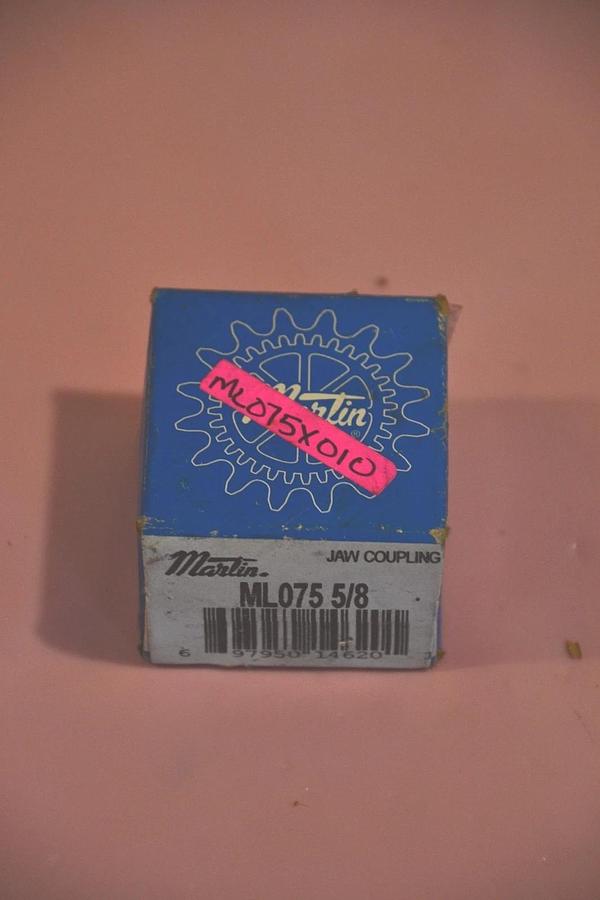 Martin
®
ML075X010
Martin.
JAW COUPLING
ML075 5/8
6 97950 14620